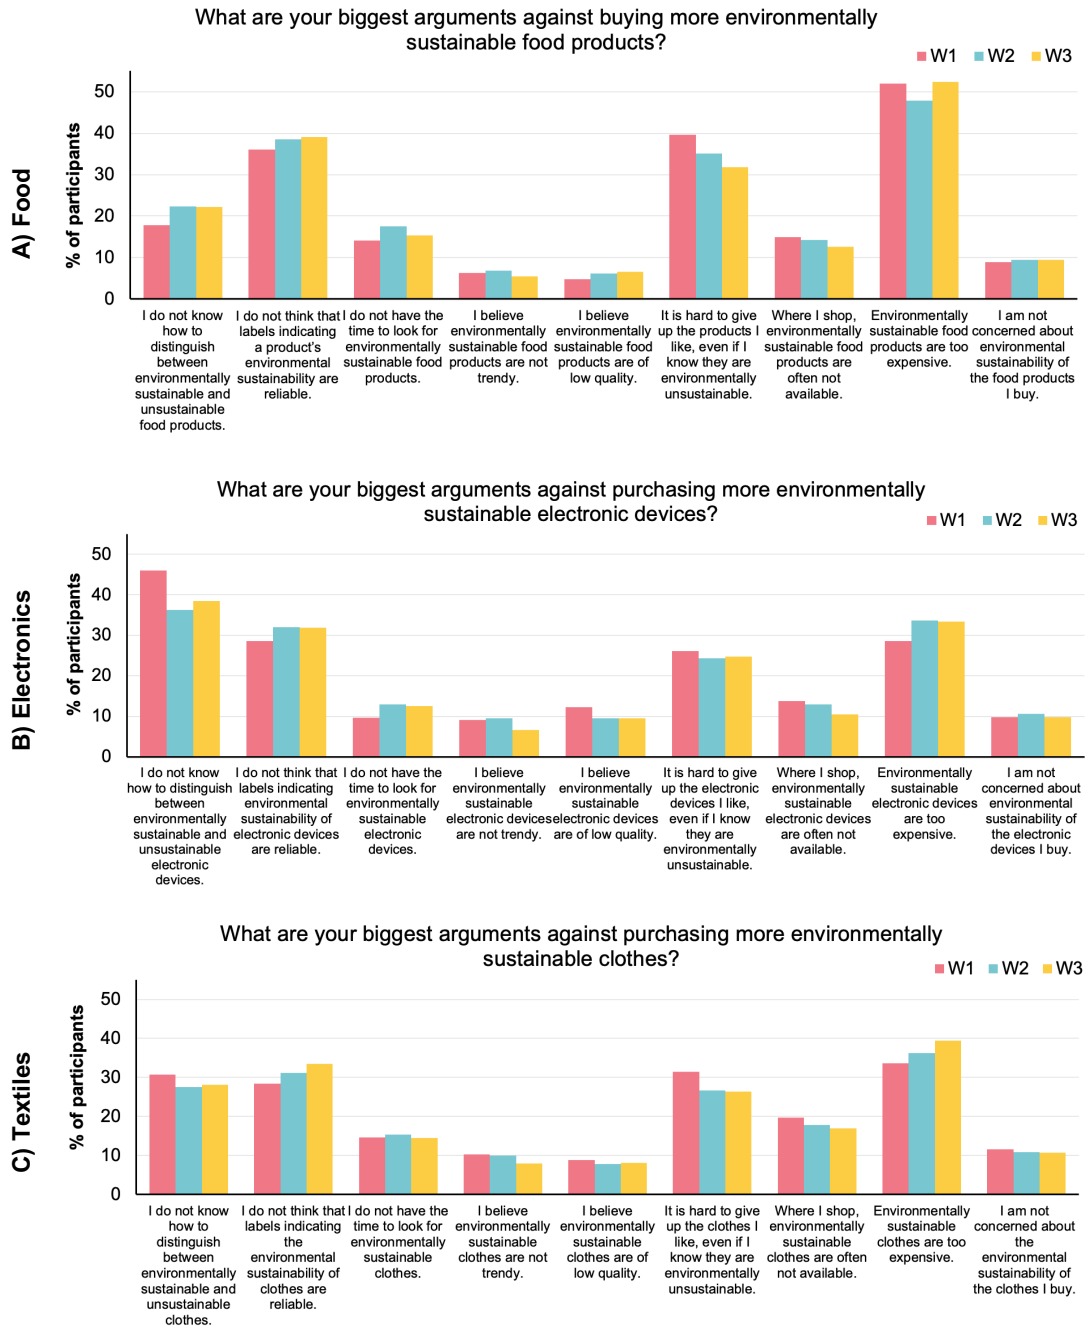 What are your biggest arguments against buying more environmentally
sustainable food products?
W1 W2 W3
A) Food
% of participants
50
40
30
20
10
0
I do not know
how to
distinguish
between
environmentally
sustainable and
unsustainable
food products.
I do not think that
labels indicating
a product's
environmental
sustainability are
reliable.
I do not have the
time to look for
environmentally
sustainable food
products.
I believe
environmentally
sustainable food
products are not
trendy.
I believe
environmentally
sustainable food
products are of
low quality.
It is hard to give
up the products I
like, even if I
know they are
environmentally
unsustainable.
Where I shop,
environmentally
sustainable food
products are
often not
available.
Environmentally
sustainable food
products are too
expensive.
I am not
concerned about
environmental
sustainability of
the food products
I buy.
What are your biggest arguments against purchasing more environmentally
sustainable electronic devices?
W1 W2 W3
B) Electronics
% of participants
50
40
30
20
10
0
I do not know
how to distinguish
between
environmentally
sustainable and
unsustainable
electronic
devices.
I do not think that
labels indicating
environmental
sustainability of
electronic devices
are reliable.
I do not have the
time to look for
environmentally
sustainable
electronic
devices.
I believe
environmentally
sustainable
electronic devices
are not trendy.
I believe
environmentally
sustainable
electronic devices
are of low quality.
It is hard to give
up the electronic
devices I like,
even if I know
they are
environmentally
unsustainable.
Where I shop,
environmentally
sustainable
electronic devices
are often not
available.
Environmentally
sustainable
electronic devices
are too
expensive.
I am not
concerned about
environmental
sustainability of
the electronic
devices I buy.
What are your biggest arguments against purchasing more environmentally
sustainable clothes?
W1 W2 W3
C) Textiles
% of participants
50
40
30
20
10
0
I do not know
how to
distinguish
between
environmentally
sustainable and
unsustainable
clothes.
I do not think that
labels indicating
the
environmental
sustainability of
clothes are
reliable.
I do not have the
time to look for
environmentally
sustainable
clothes.
I believe
environmentally
sustainable
clothes are not
trendy.
I believe
environmentally
sustainable
clothes are of
low quality.
It is hard to give
up the clothes I
like, even if I
know they are
environmentally
unsustainable.
Where I shop,
environmentally
sustainable
clothes are often
not available.
Environmentally
sustainable
clothes are too
expensive.
I am not
concerned about
the
environmental
sustainability of
the clothes I buy.